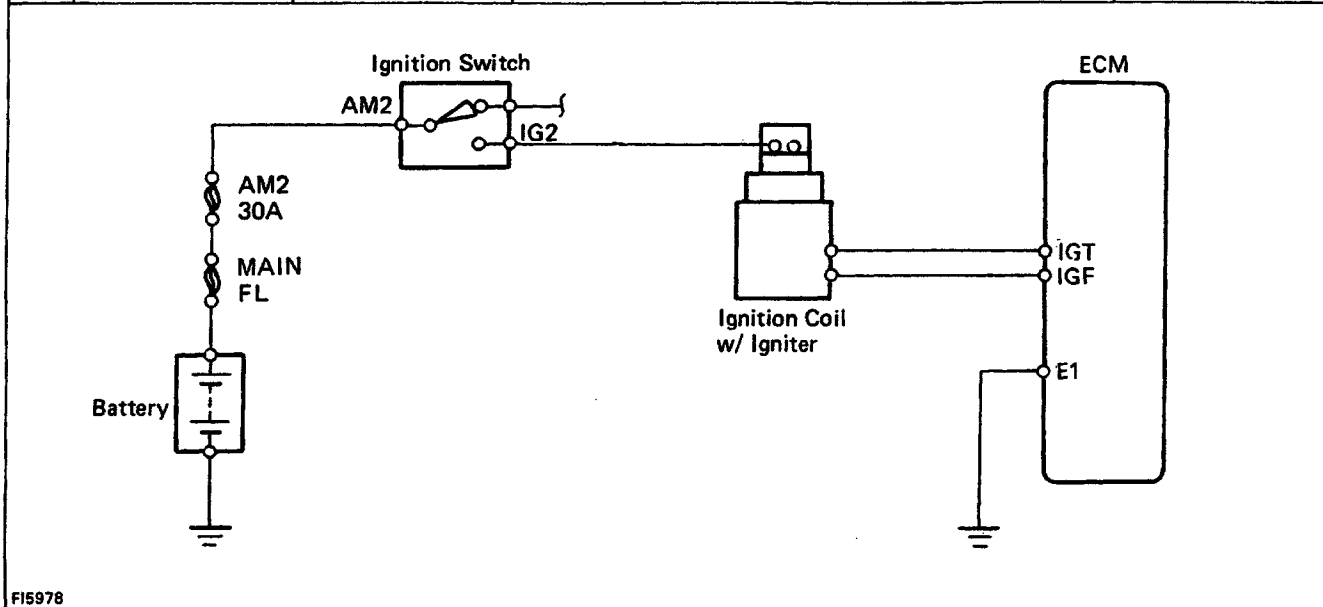 Ignition Switch
ECM
AM2
IG2
AM2
30A
MAIN
FL
IGT
IGF
Ignition Coil
w/ Igniter
E1
Battery
FI5978